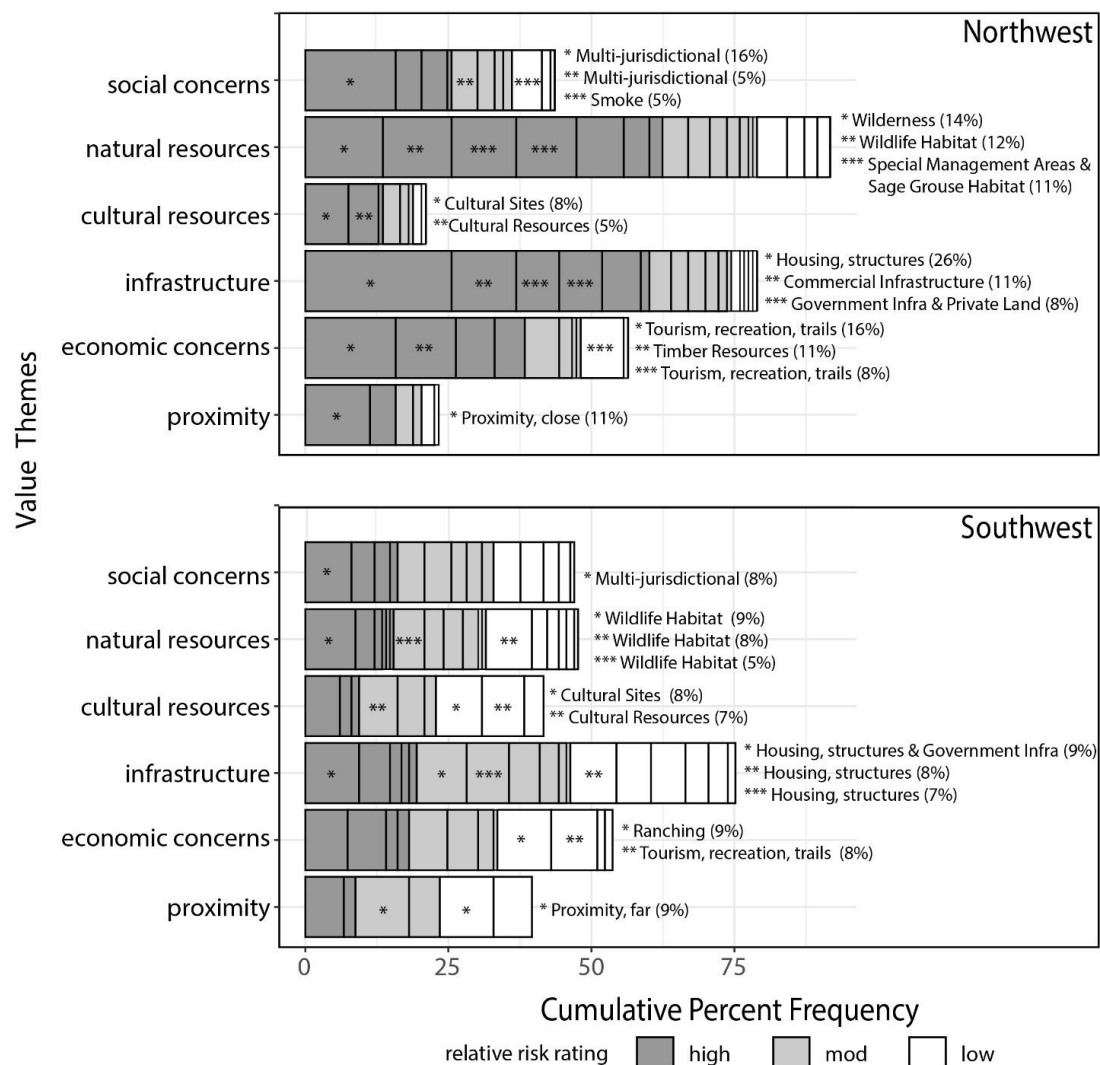 Northwest
social concerns
* * ** ***
* Multi-jurisdictional (16%)
** Multi-jurisdictional (5%)
*** Smoke (5%)
natural resources
* ** *** ***
* Wilderness (14%)
** Wildlife Habitat (12%)
*** Special Management Areas &
Sage Grouse Habitat (11%)
cultural resources
* **
* Cultural Sites (8%)
**Cultural Resources (5%)
infrastructure
* ** *** ***
* Housing, structures (26%)
** Commercial Infrastructure (11%)
*** Government Infra & Private Land (8%)
economic concerns
* ** ***
* Tourism, recreation, trails (16%)
** Timber Resources (11%)
*** Tourism, recreation, trails (8%)
proximity
*
* Proximity, close (11%)
Value Themes
Southwest
social concerns
*
* Multi-jurisdictional (8%)
natural resources
* *** **
* Wildlife Habitat (9%)
** Wildlife Habitat (8%)
*** Wildlife Habitat (5%)
cultural resources
** * **
* Cultural Sites (8%)
** Cultural Resources (7%)
infrastructure
* * *** **
* Housing, structures & Government Infra (9%)
** Housing, structures (8%)
*** Housing, structures (7%)
economic concerns
* **
* Ranching (9%)
** Tourism, recreation, trails (8%)
proximity
* *
* Proximity, far (9%)
0 25 50 75
Cumulative Percent Frequency
relative risk rating high mod low